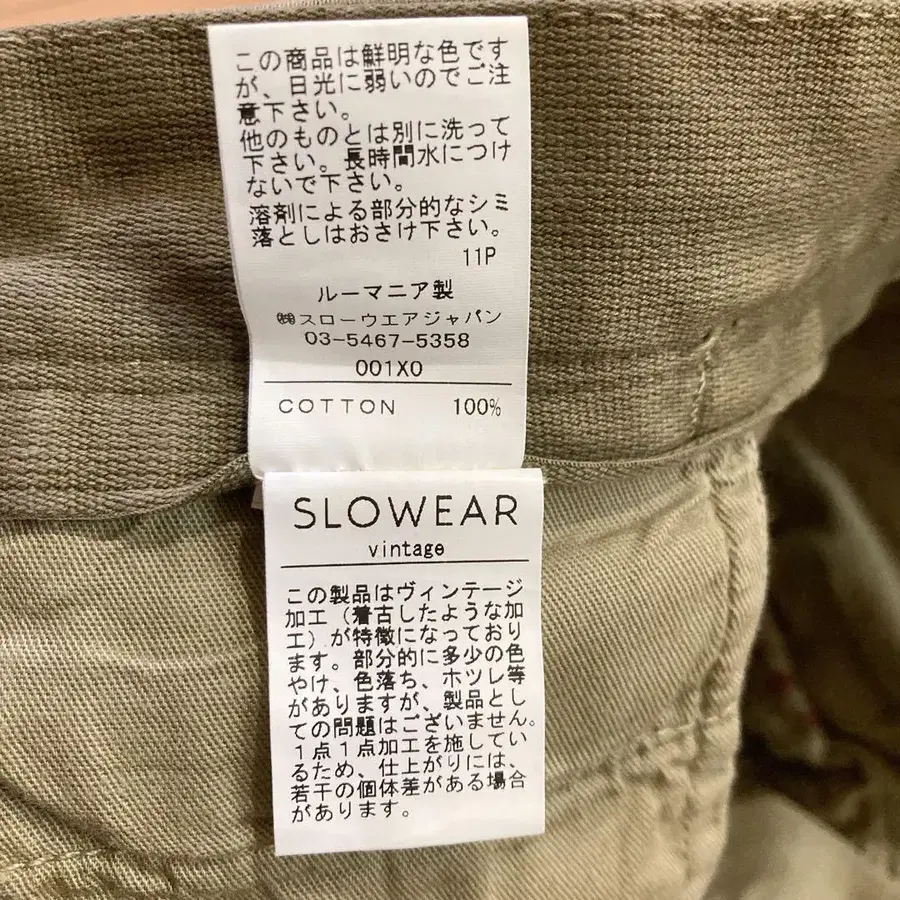 この商品は鮮明な色です
が、日光に弱いのでご注
意下さい。
他のものとは別に洗って
下さい。長時間水につけ
ないで下さい。
溶剤による部分的なシミ
落としはおさけ下さい。
11P
ルーマニア製
㈱スローウエアジャパン
03-5467-5358
001X0
COTTON 100%
SLOWEAR
vintage
この製品はヴィンテージ
加工（着古したような加
工）が特徴になっており
ます。部分的に多少の色
やけ、色落ち、ホツレ等
がありますが、製品とし
ての問題はございません。
１点１点加工を施してい
るため、仕上がりには、
若干の個体差がある場合
があります。